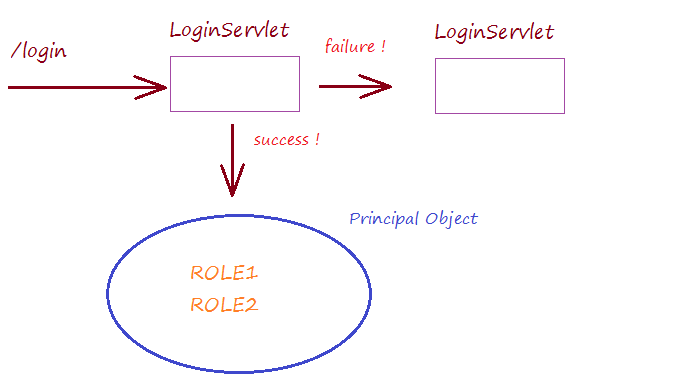 /login
LoginServlet
failure !
LoginServlet
success !
Principal Object
ROLE1
ROLE2